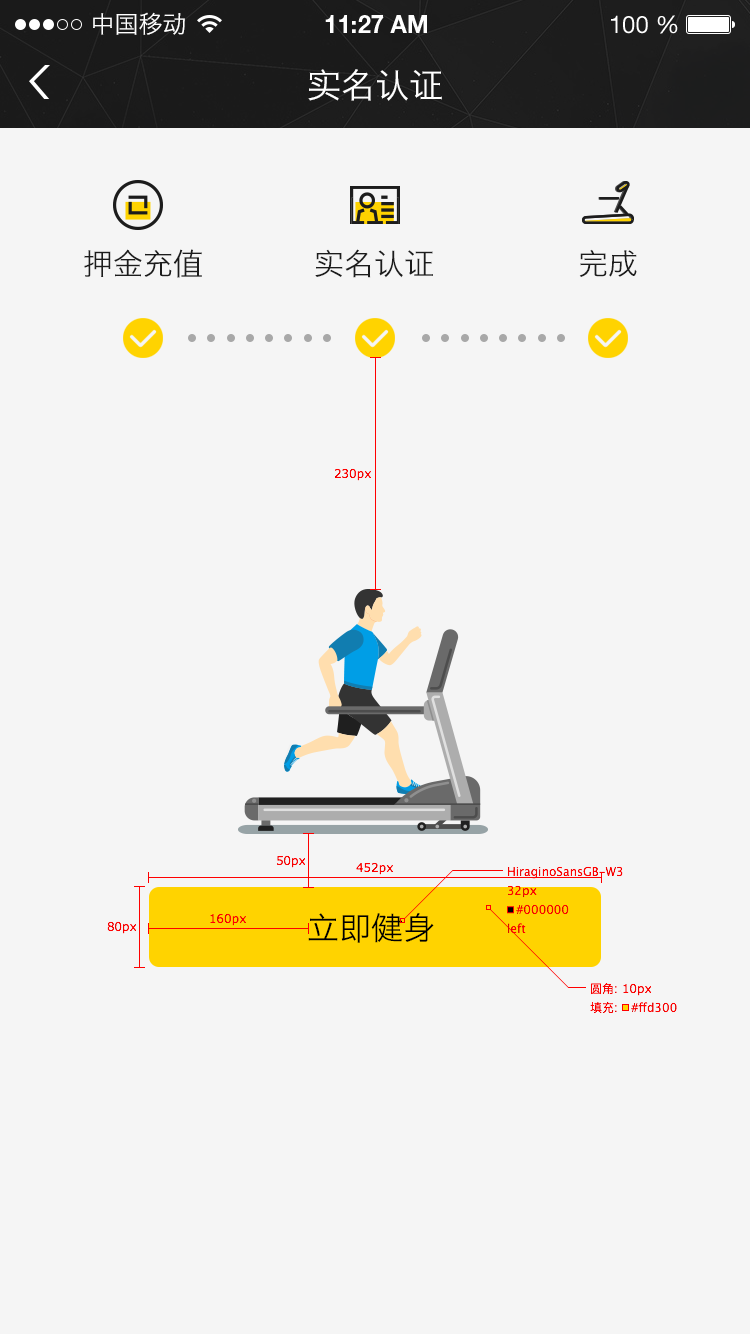 中国移动 11:27 AM 100 %
实名认证
押金充值 实名认证 完成
230px
50px
452px
HiraginoSansGB-W3
32px
#000000
left
80px
160px
立即健身
圆角: 10px
填充: #ffd300